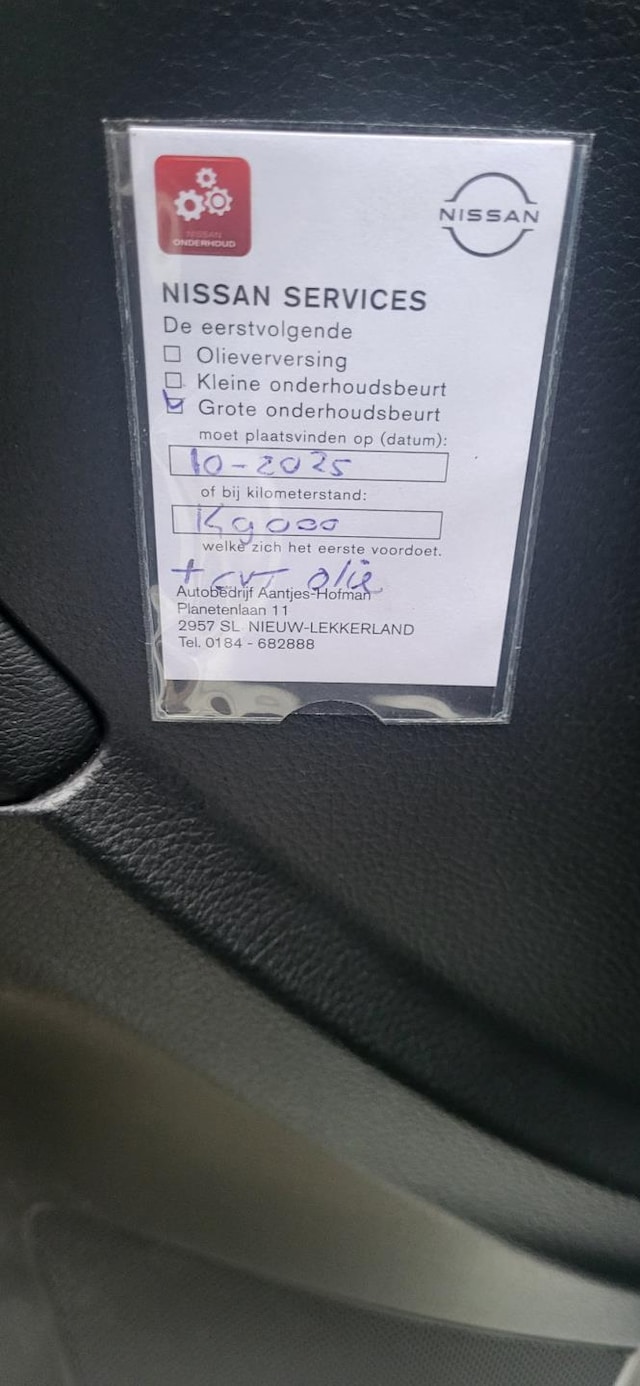 NISSAN
ONDERHOUD
NISSAN
NISSAN SERVICES
De eerstvolgende
Olieverversing
Kleine onderhoudsbeurt
Grote onderhoudsbeurt
moet plaatsvinden op (datum):
10-2025
of bij kilometerstand:
welke zich het eerste voordoet.
+ cvt olie
Autobedrijf Aantjes-Hofman
Planetenlaan 11
2957 SL NIEUW-LEKKERLAND
Tel. 0184 - 682888